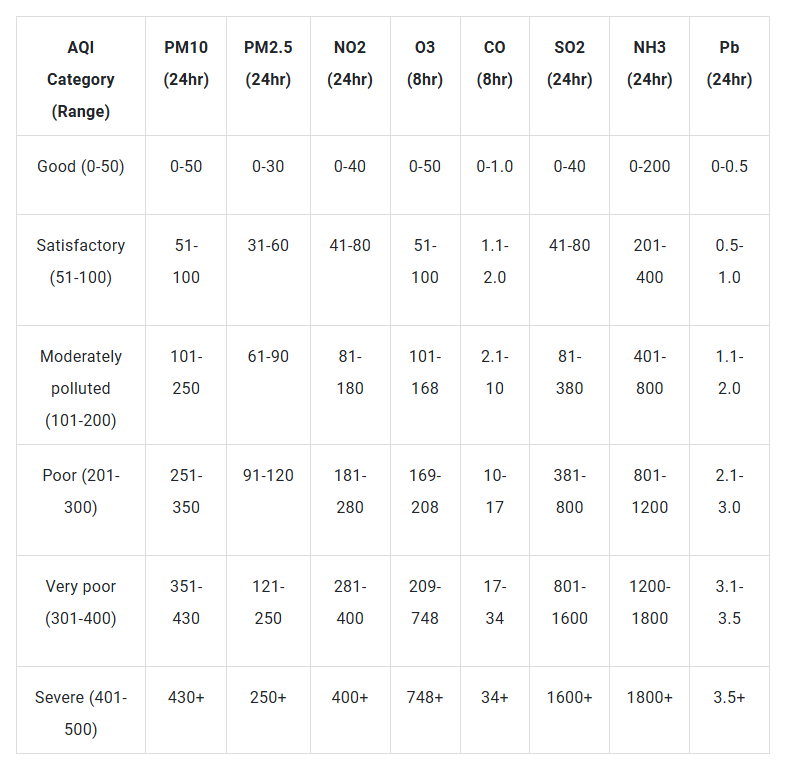 AQI Category (Range) PM10 (24hr) PM2.5 (24hr) NO2 (24hr) O3 (8hr) CO (8hr) SO2 (24hr) NH3 (24hr) Pb (24hr)
Good (0-50) 0-50 0-30 0-40 0-50 0-1.0 0-40 0-200 0-0.5
Satisfactory (51-100) 51-100 31-60 41-80 51-100 1.1-2.0 41-80 201-400 0.5-1.0
Moderately polluted (101-200) 101-250 61-90 81-180 101-168 2.1-10 81-380 401-800 1.1-2.0
Poor (201-300) 251-350 91-120 181-280 169-208 10-17 381-800 801-1200 2.1-3.0
Very poor (301-400) 351-430 121-250 281-400 209-748 17-34 801-1600 1200-1800 3.1-3.5
Severe (401-500) 430+ 250+ 400+ 748+ 34+ 1600+ 1800+ 3.5+